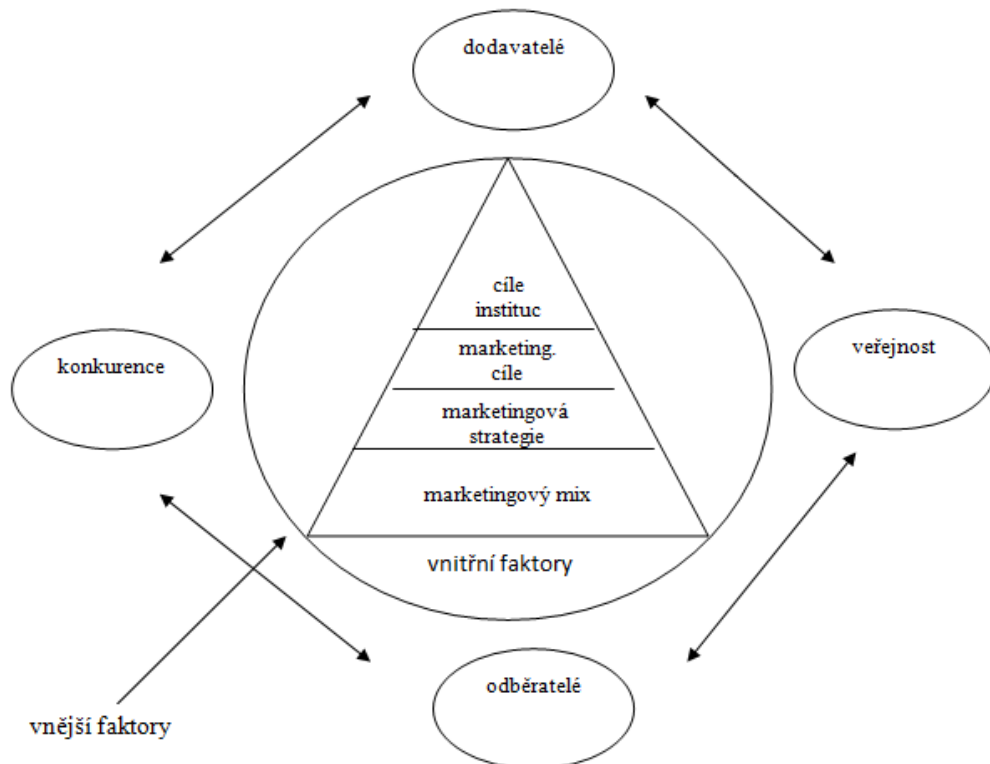 dodavatelé
cíle
instituc
marketing.
cíle
konkurence
veřejnost
marketingová
strategie
marketingový mix
vnitřní faktory
odběratelé
vnější faktory